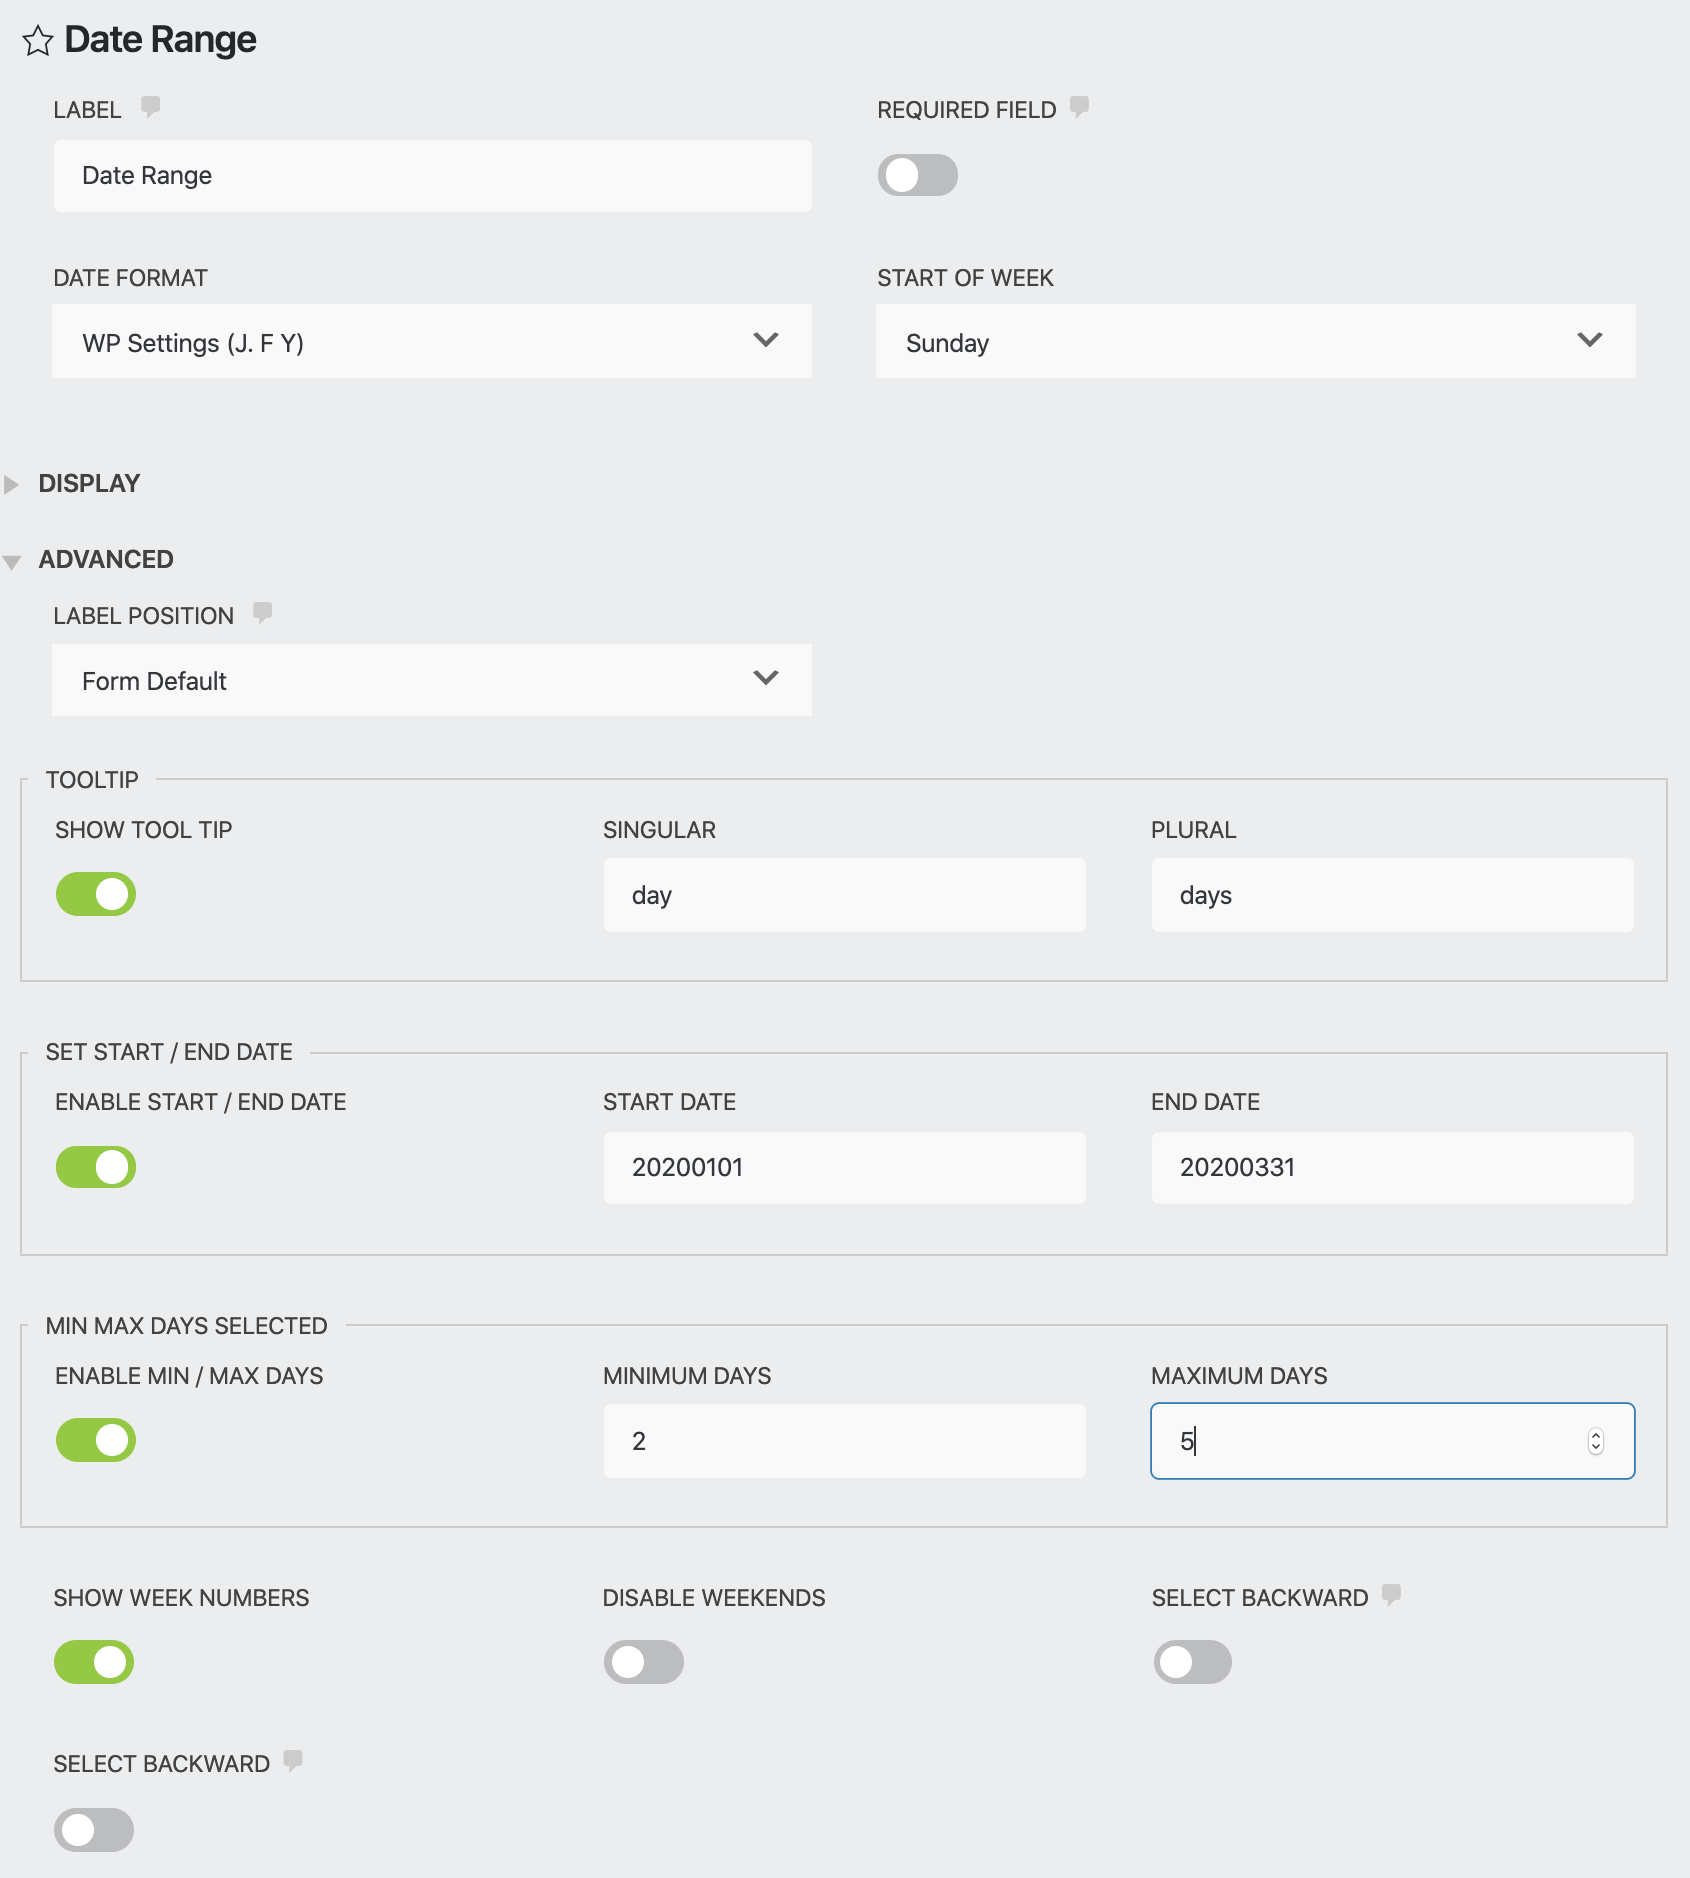 Date Range
LABEL
REQUIRED FIELD
Date Range
DATE FORMAT
START OF WEEK
WP Settings (J. F Y)
Sunday
DISPLAY
ADVANCED
LABEL POSITION
Form Default
TOOLTIP
SHOW TOOL TIP
SINGULAR
PLURAL
day
days
SET START / END DATE
ENABLE START / END DATE
START DATE
END DATE
20200101
20200331
MIN MAX DAYS SELECTED
ENABLE MIN / MAX DAYS
MINIMUM DAYS
MAXIMUM DAYS
2
5
SHOW WEEK NUMBERS
DISABLE WEEKENDS
SELECT BACKWARD
SELECT BACKWARD